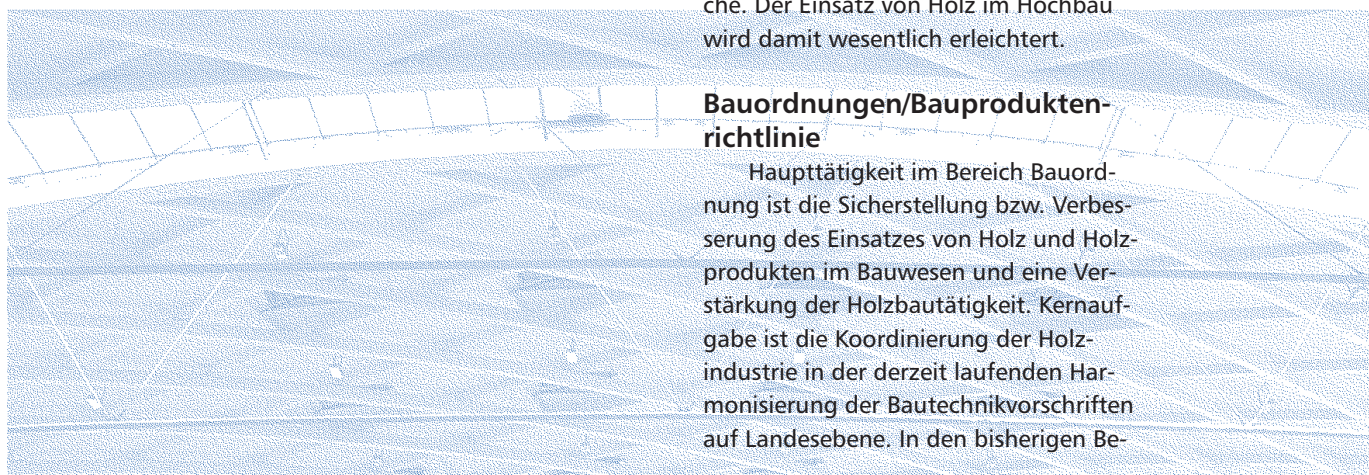 che. Der Einsatz von Holz im Hochbau
wird damit wesentlich erleichtert.
Bauordnungen/Bauprodukten-
richtlinie
Haupttätigkeit im Bereich Bauord-
nung ist die Sicherstellung bzw. Verbes-
serung des Einsatzes von Holz und Holz-
produkten im Bauwesen und eine Ver-
stärkung der Holzbautätigkeit. Kernauf-
gabe ist die Koordinierung der Holz-
industrie in der derzeit laufenden Har-
monisierung der Bautechnikvorschriften
auf Landesebene. In den bisherigen Be-